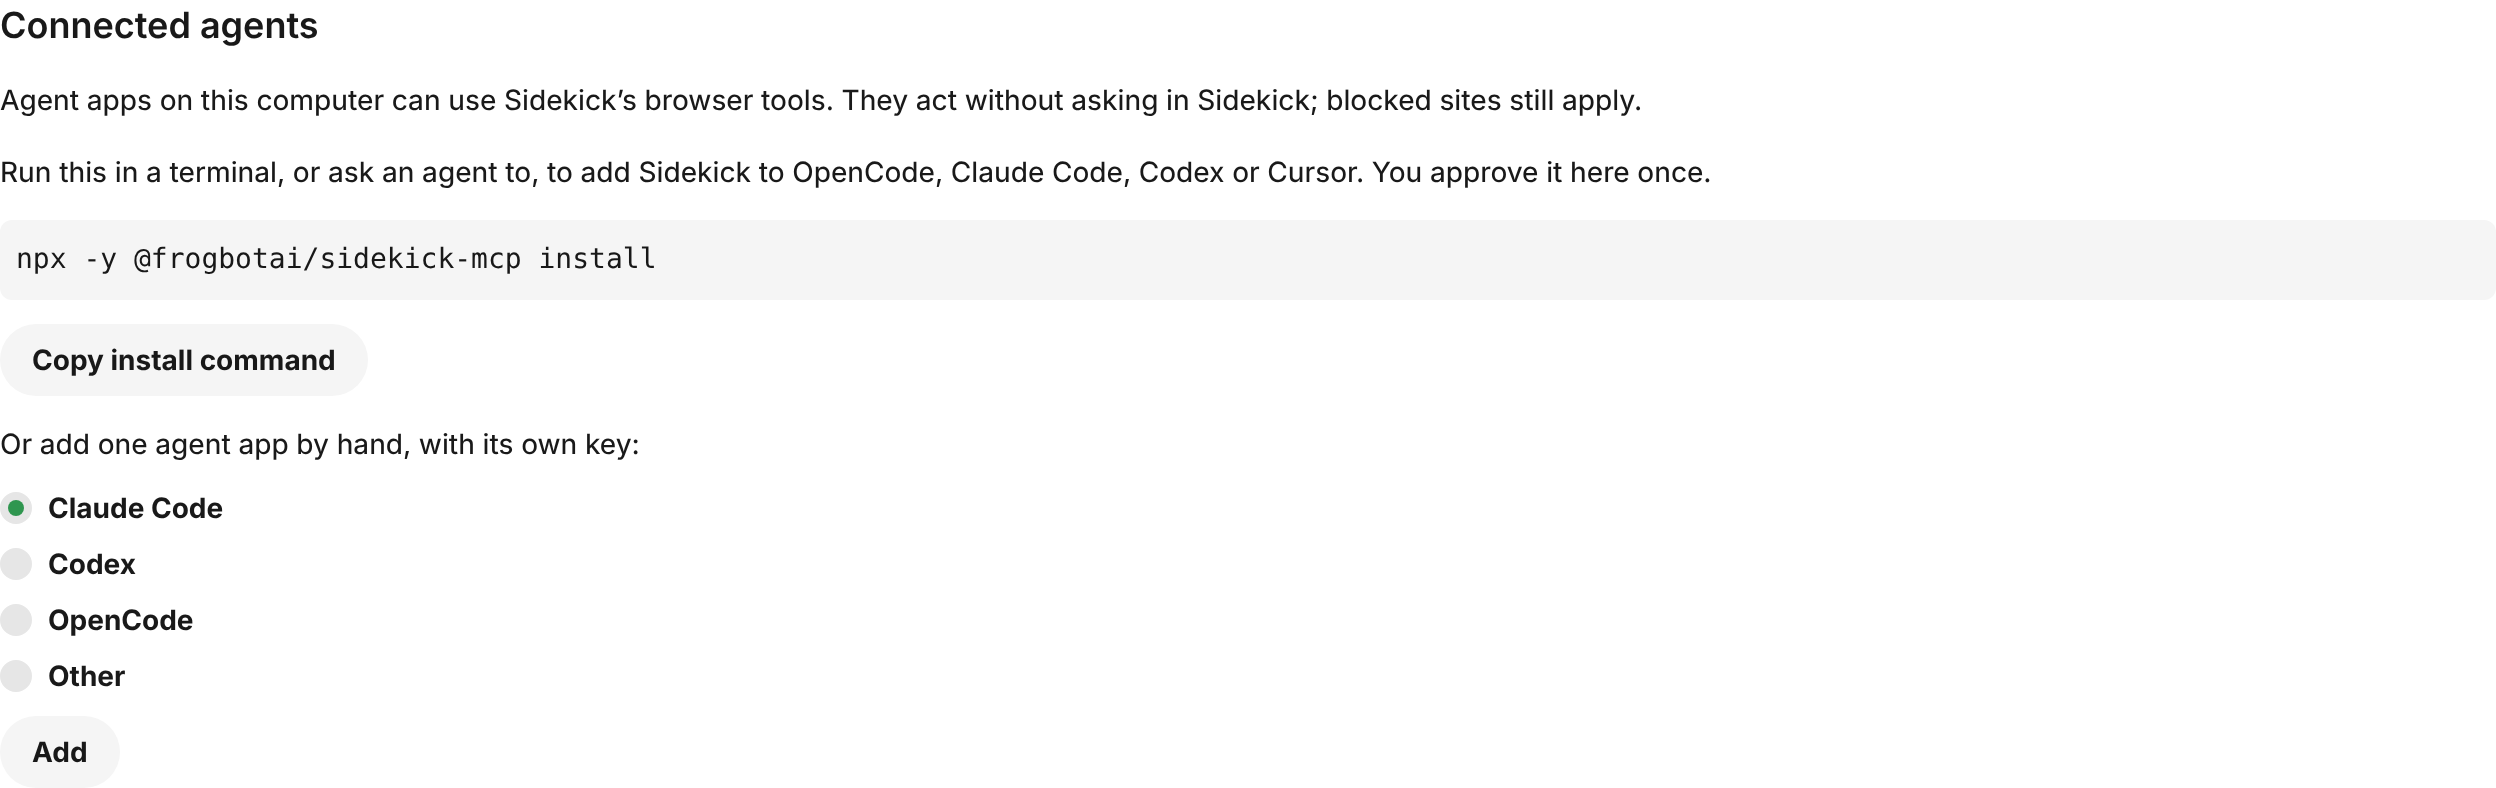 Connected agents
Agent apps on this computer can use Sidekick’s browser tools. They act without asking in Sidekick; blocked sites still apply.
Run this in a terminal, or ask an agent to, to add Sidekick to OpenCode, Claude Code, Codex or Cursor. You approve it here once.
npx -y @frogbotai/sidekick-mcp install
Copy install command
Or add one agent app by hand, with its own key:
Claude Code
Codex
OpenCode
Other
Add